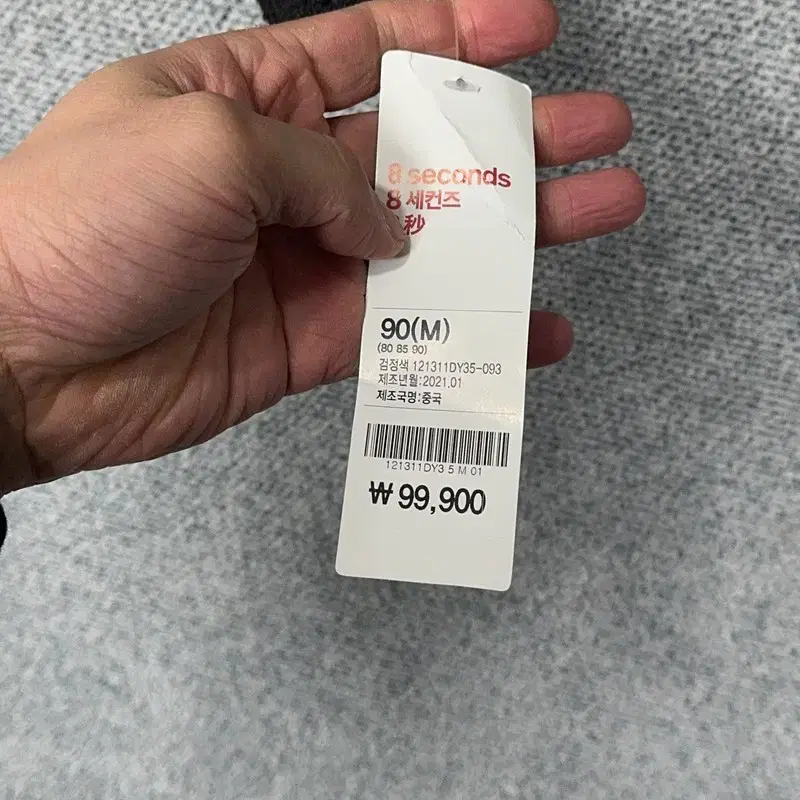 8 seconds
8 세컨즈
秒
90(M)
(80 85 90)
검정색 121311DY35-093
제조년월:2021.01
제조국명:중국
121311DY3 5 M 01
₩ 99,900